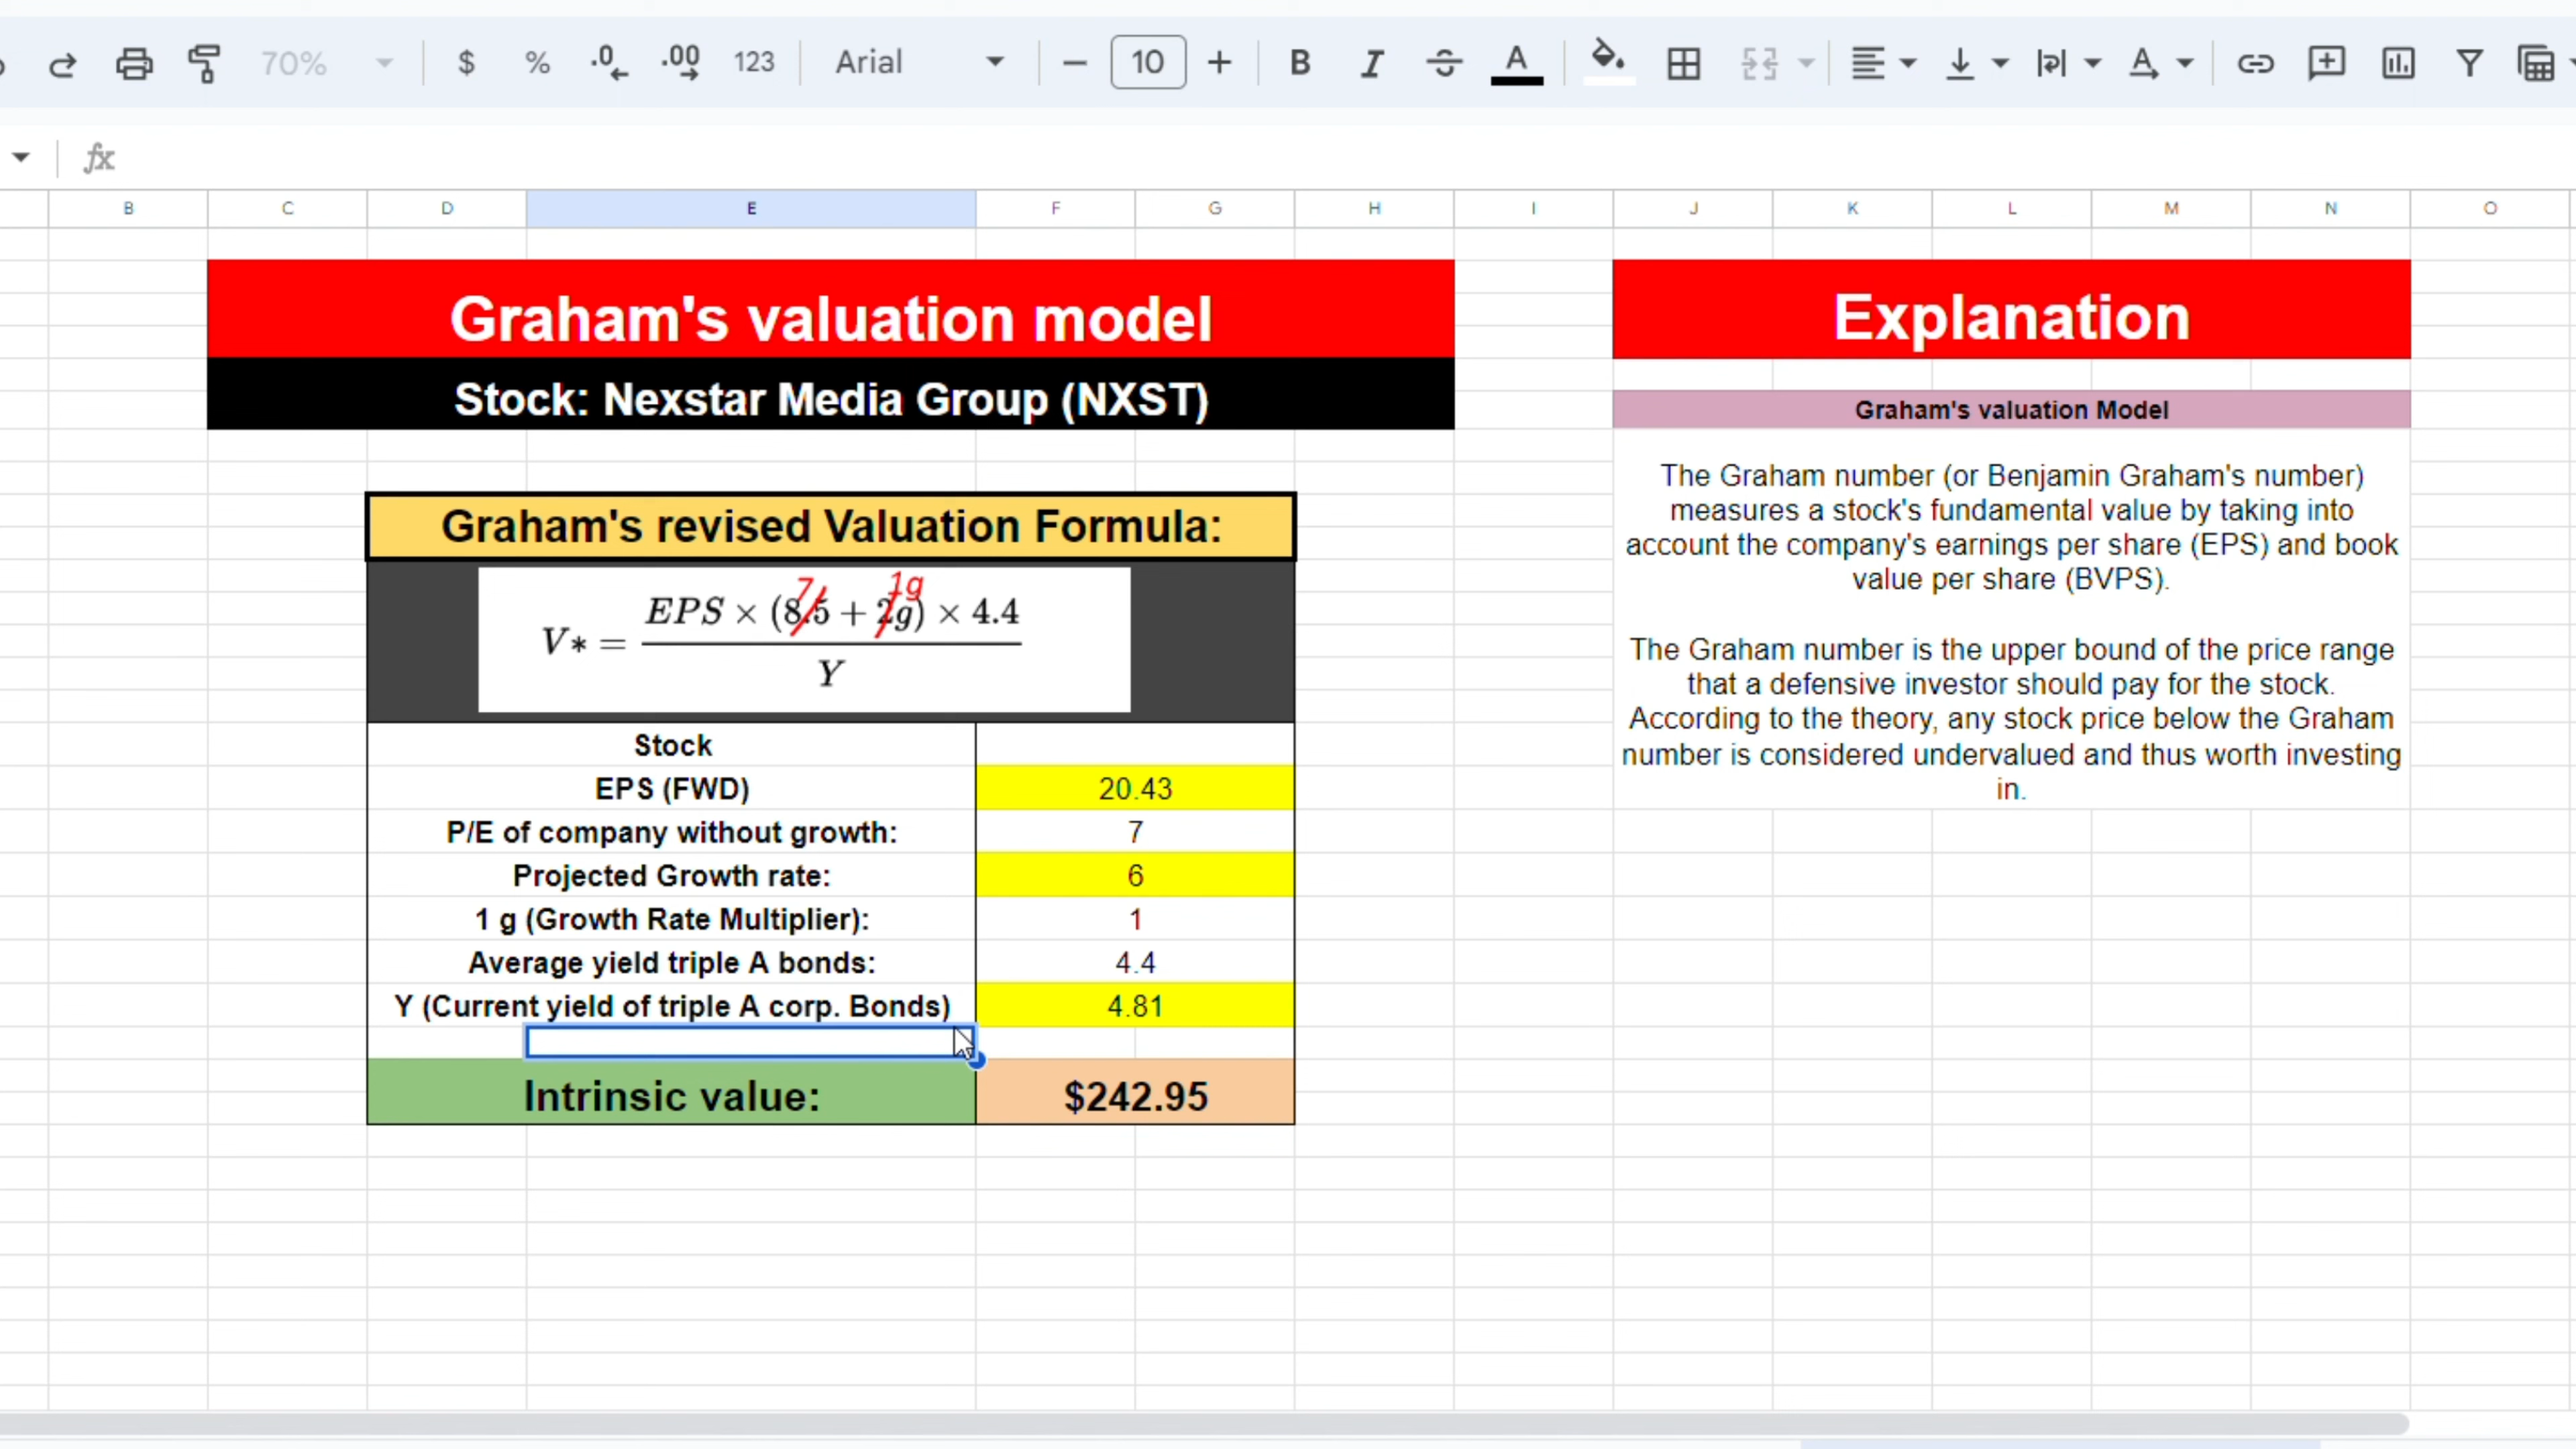 70%
$ % .0 .00 123 Arial 10 B I A A
fx
B C D E F G H I J K L M N O
Graham's valuation model
Stock: Nexstar Media Group (NXST)
Graham's revised Valuation Formula:
7 1g
V* = EPS × (8.5 + 2g) × 4.4
Y
Stock
EPS (FWD) 20.43
P/E of company without growth: 7
Projected Growth rate: 6
1 g (Growth Rate Multiplier): 1
Average yield triple A bonds: 4.4
Y (Current yield of triple A corp. Bonds) 4.81
Intrinsic value: $242.95
Explanation
Graham's valuation Model
The Graham number (or Benjamin Graham's number)
measures a stock's fundamental value by taking into
account the company's earnings per share (EPS) and book
value per share (BVPS).
The Graham number is the upper bound of the price range
that a defensive investor should pay for the stock.
According to the theory, any stock price below the Graham
number is considered undervalued and thus worth investing
in.